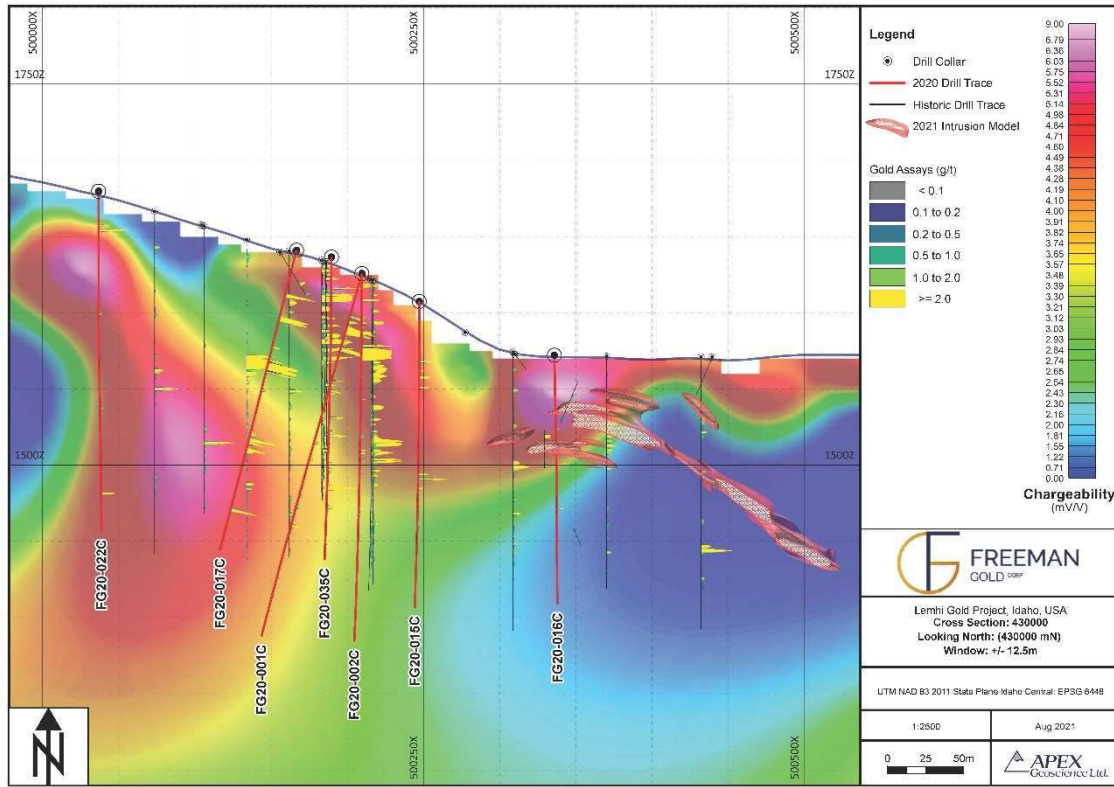 500000X
500250X
500500X
1750Z
1750Z
1500Z
1500Z
FG20-022C
FG20-017C
FG20-001C
FG20-035C
FG20-002C
FG20-015C
FG20-016C
500250X
500500X
N
Legend
Drill Collar
2020 Drill Trace
Historic Drill Trace
2021 Intrusion Model
Gold Assays (g/t)
< 0.1
0.1 to 0.2
0.2 to 0.5
0.5 to 1.0
1.0 to 2.0
>= 2.0
9.00
6.79
6.36
6.03
5.75
5.52
5.31
5.14
4.98
4.84
4.71
4.60
4.49
4.38
4.28
4.19
4.10
4.00
3.91
3.82
3.74
3.65
3.57
3.48
3.39
3.30
3.21
3.12
3.03
2.93
2.84
2.74
2.65
2.54
2.43
2.30
2.16
2.00
1.81
1.55
1.22
0.71
0.00
Chargeability
(mV/V)
FREEMAN
GOLD CORP
Lemhi Gold Project, Idaho, USA
Cross Section: 430000
Looking North: (430000 mN)
Window: +/- 12.5m
UTM NAD 83 2011 State Plane Idaho Central: EPSG 6448
1:2500
Aug 2021
0 25 50m
APEX
Geoscience Ltd.